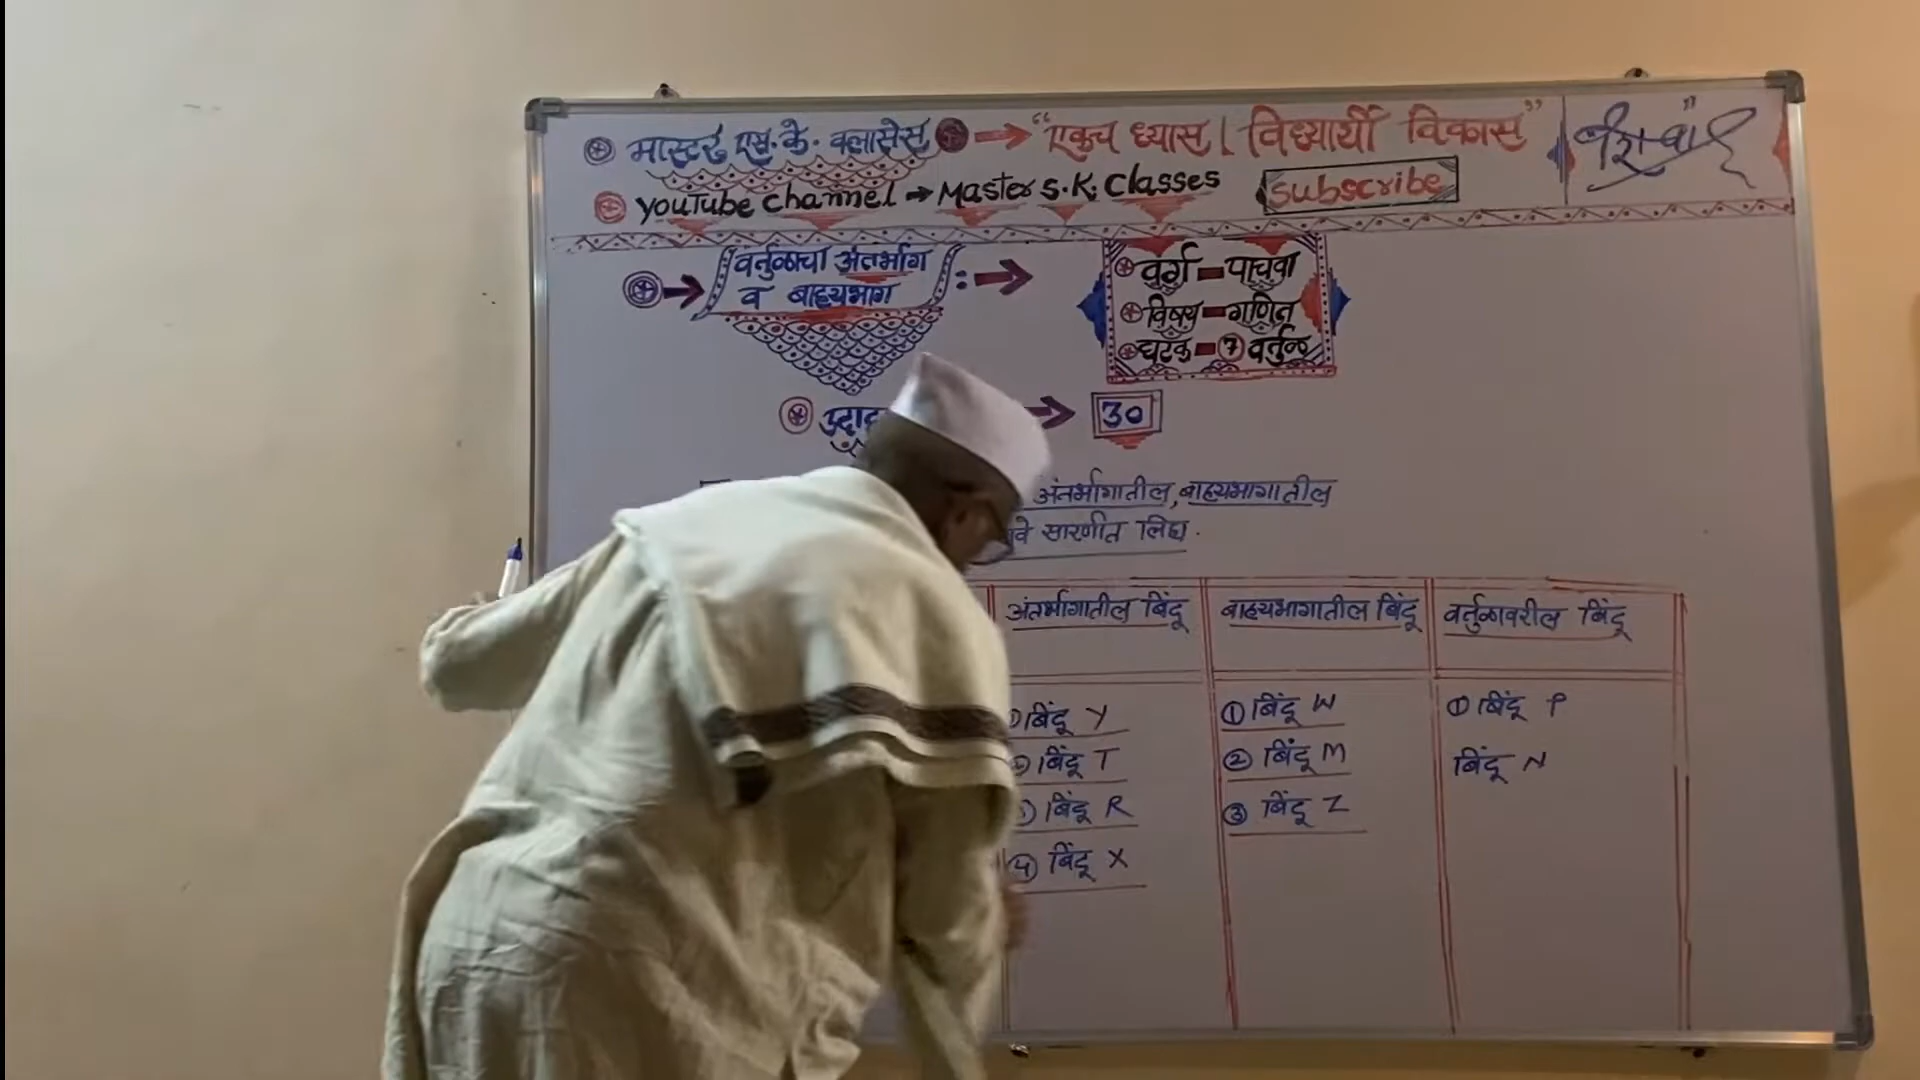 मास्टर एस.के. क्लासेस → "एकच ध्यास । विद्यार्थी विकास"
YouTube channel → Master S.K. Classes subscribe
वर्तुळाचा अंतर्भाग
व बाह्यभाग
वर्ग - पाचवा
विषय - गणित
घटक - 7 वर्तुळ
30
अंतर्भागातील, बाह्यभागातील
सारणीत लिहा.
अंतर्भागातील बिंदू बाह्यभागातील बिंदू वर्तुळावरील बिंदू
बिंदू Y ① बिंदू W ① बिंदू P
बिंदू T ② बिंदू M बिंदू N
बिंदू R ③ बिंदू Z
④ बिंदू X